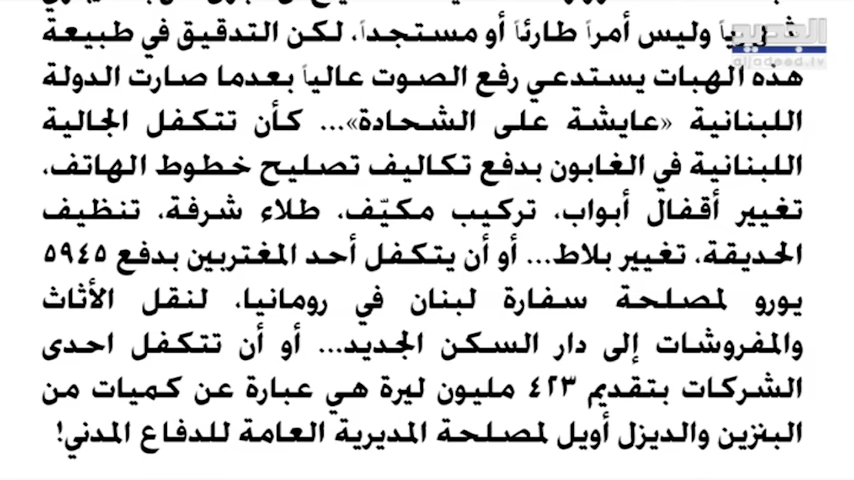 وليس أمراً طارئاً أو مستجداً، لكن التدقيق في طبيعة
هذه الهبات يستدعي رفع الصوت عالياً بعدما صارت الدولة
اللبنانية «عايشة على الشحادة»... كأن تتكفل الجالية
اللبنانية في الغابون بدفع تكاليف تصليح خطوط الهاتف،
تغيير أقفال أبواب، تركيب مكيّف، طلاء شرفة، تنظيف
الحديقة، تغيير بلاط... أو أن يتكفل أحد المغتربين بدفع ٥٩٤٥
يورو لمصلحة سفارة لبنان في رومانيا، لنقل الأثاث
والمفروشات إلى دار السكن الجديد... أو أن تتكفل احدى
الشركات بتقديم ٤٢٣ مليون ليرة هي عبارة عن كميات من
البنزين والديزل أويل لمصلحة المديرية العامة للدفاع المدني!
الجديد
aljadeed.tv